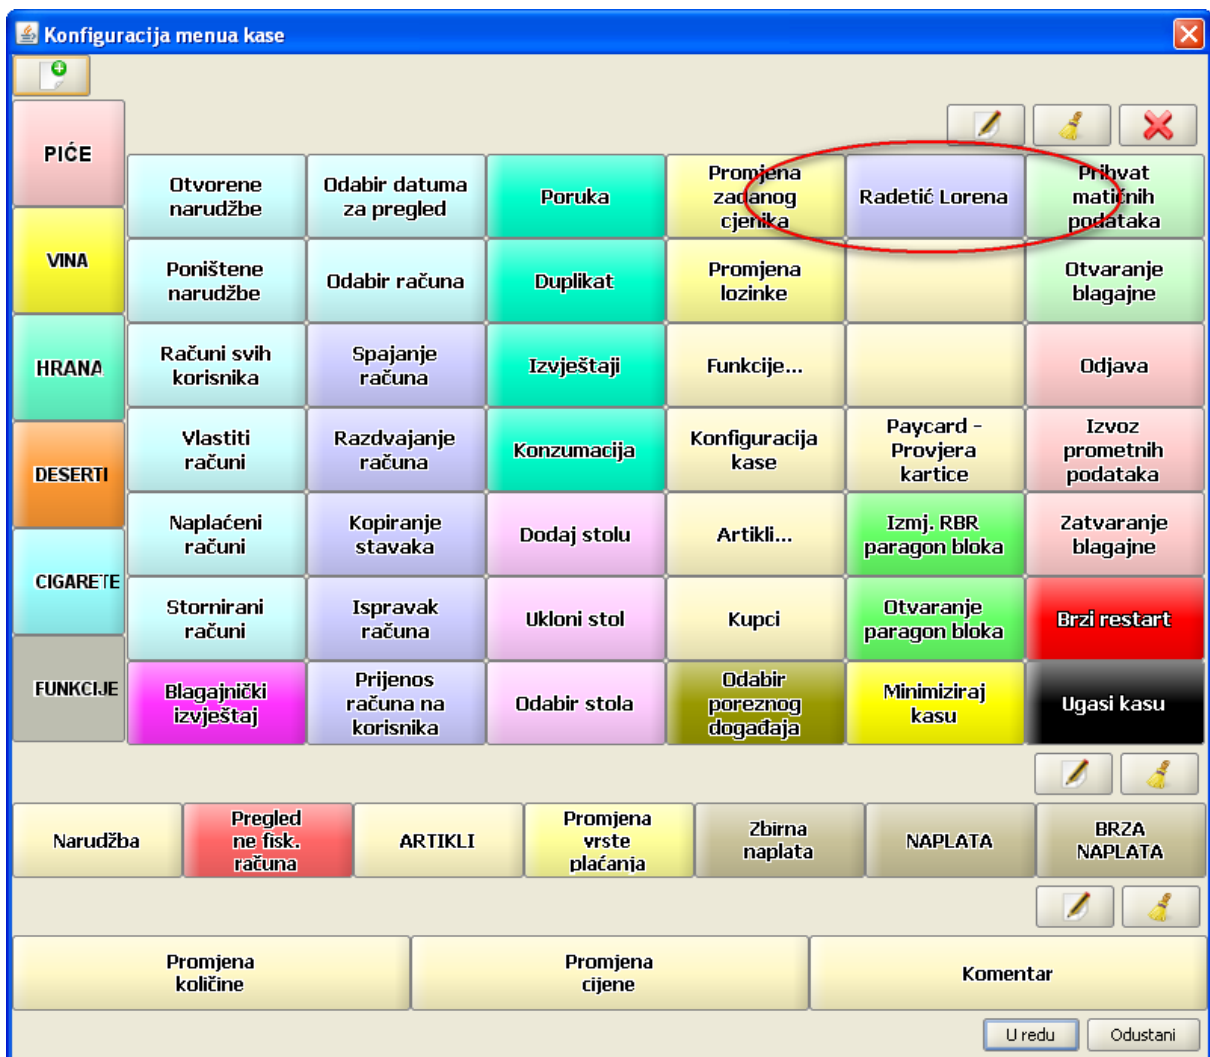 Konfiguracija menua kase
PIĆE
VINA
HRANA
DESERTI
CIGARETE
FUNKCIJE
Otvorene
narudžbe
Odabir datuma
za pregled
Poruka
Promjena
zadanog
cjenika
Radetić Lorena
Prihvat
matičnih
podataka
Poništene
narudžbe
Odabir računa
Duplikat
Promjena
lozinke
Otvaranje
blagajne
Računi svih
korisnika
Spajanje
računa
Izvještaji
Funkcije...
Odjava
Vlastiti
računi
Razdvajanje
računa
Konzumacija
Konfiguracija
kase
Paycard -
Provjera
kartice
Izvoz
prometnih
podataka
Naplaćeni
računi
Kopiranje
stavaka
Dodaj stolu
Artikli...
Izmj. RBR
paragon bloka
Zatvaranje
blagajne
Stornirani
računi
Ispravak
računa
Ukloni stol
Kupci
Otvaranje
paragon bloka
Brzi restart
Blagajnički
izvještaj
Prijenos
računa na
korisnika
Odabir stola
Odabir
poreznog
događaja
Minimiziraj
kasu
Ugasi kasu
Narudžba
Pregled
ne fisk.
računa
ARTIKLI
Promjena
vrste
plaćanja
Zbirna
naplata
NAPLATA
BRZA
NAPLATA
Promjena
količine
Promjena
cijene
Komentar
U redu
Odustani